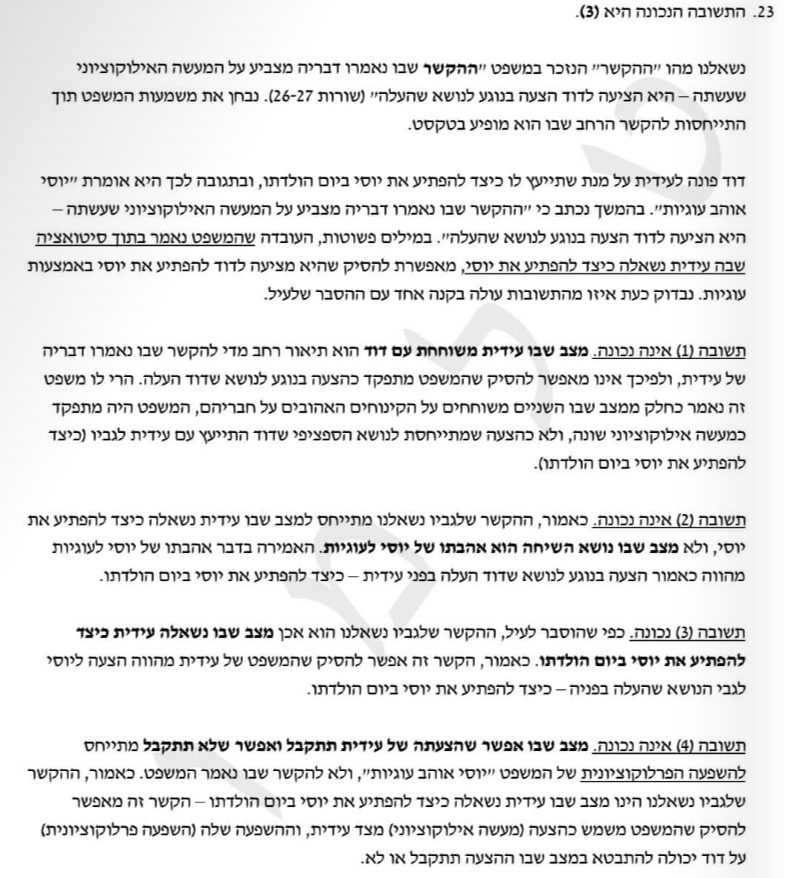 23. התשובה הנכונה היא (3).
נשאלנו מהו "ההקשר" הנזכר במשפט "ההקשר שבו נאמרו דבריה מצביע על המעשה האילוקוציוני
שעשתה – היא הציעה לדוד הצעה בנוגע לנושא שהעלה" (שורות 26-27). נבחן את משמעות המשפט תוך
התייחסות להקשר הרחב שבו הוא מופיע בטקסט.
דוד פונה לעידית על מנת שתייעץ לו כיצד להפתיע את יוסי ביום הולדתו, ובתגובה לכך היא אומרת "יוסי
אוהב עוגיות". בהמשך נכתב כי "ההקשר שבו נאמרו דבריה מצביע על המעשה האילוקוציוני שעשתה –
היא הציעה לדוד הצעה בנוגע לנושא שהעלה". במילים פשוטות, העובדה שהמשפט נאמר בתוך סיטואציה
שבה עידית נשאלה כיצד להפתיע את יוסי, מאפשרת להסיק שהיא מציעה לדוד להפתיע את יוסי באמצעות
עוגיות. נבדוק כעת איזו מהתשובות עולה בקנה אחד עם ההסבר שלעיל.
תשובה (1) אינה נכונה. מצב שבו עידית משוחחת עם דוד הוא תיאור רחב מדי להקשר שבו נאמרו דבריה
של עידית, ולפיכך אינו מאפשר להסיק שהמשפט מתפקד כהצעה בנוגע לנושא שדוד העלה. הרי לו משפט
זה נאמר כחלק ממצב שבו השניים משוחחים על הקינוחים האהובים על חבריהם, המשפט היה מתפקד
כמעשה אילוקוציוני שונה, ולא כהצעה שמתייחסת לנושא הספציפי שדוד התייעץ עם עידית לגביו (כיצד
להפתיע את יוסי ביום הולדתו).
תשובה (2) אינה נכונה. כאמור, ההקשר שלגביו נשאלנו מתייחס למצב שבו עידית נשאלה כיצד להפתיע את
יוסי, ולא מצב שבו נושא השיחה הוא אהבתו של יוסי לעוגיות. האמירה בדבר אהבתו של יוסי לעוגיות
מהווה כאמור הצעה בנוגע לנושא שדוד העלה בפני עידית – כיצד להפתיע את יוסי ביום הולדתו.
תשובה (3) נכונה. כפי שהוסבר לעיל, ההקשר שלגביו נשאלנו הוא אכן מצב שבו נשאלה עידית כיצד
להפתיע את יוסי ביום הולדתו. כאמור, הקשר זה אפשר להסיק שהמשפט של עידית מהווה הצעה ליוסי
לגבי הנושא שהעלה בפניה – כיצד להפתיע את יוסי ביום הולדתו.
תשובה (4) אינה נכונה. מצב שבו אפשר שהצעתה של עידית תתקבל ואפשר שלא תתקבל מתייחס
להשפעה הפרלוקוציונית של המשפט "יוסי אוהב עוגיות", ולא להקשר שבו נאמר המשפט. כאמור, ההקשר
שלגביו נשאלנו הינו מצב שבו עידית נשאלה כיצד להפתיע את יוסי ביום הולדתו – הקשר זה מאפשר
להסיק שהמשפט משמש כהצעה (מעשה אילוקוציוני) מצד עידית, וההשפעה שלה (השפעה פרלוקוציונית)
על דוד יכולה להתבטא במצב שבו ההצעה תתקבל או לא.